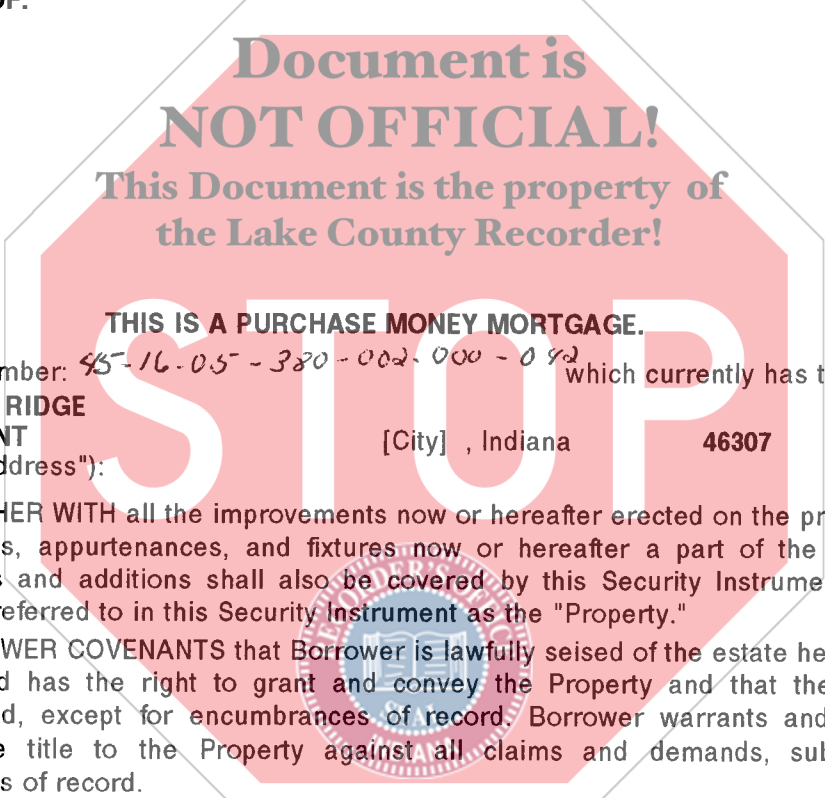 OF.
Document is
NOT OFFICIAL!
This Document is the property of
the Lake County Recorder!
STOP
THIS IS A PURCHASE MONEY MORTGAGE.
mber: 45-16-05-380-002.000-042 which currently has t
RIDGE
NT [City] , Indiana 46307
ddress"):
HER WITH all the improvements now or hereafter erected on the pr
s, appurtenances, and fixtures now or hereafter a part of the
s and additions shall also be covered by this Security Instrume
referred to in this Security Instrument as the "Property."
WER COVENANTS that Borrower is lawfully seised of the estate he
d has the right to grant and convey the Property and that the
d, except for encumbrances of record. Borrower warrants and
e title to the Property against all claims and demands, sub
s of record.
SEAL